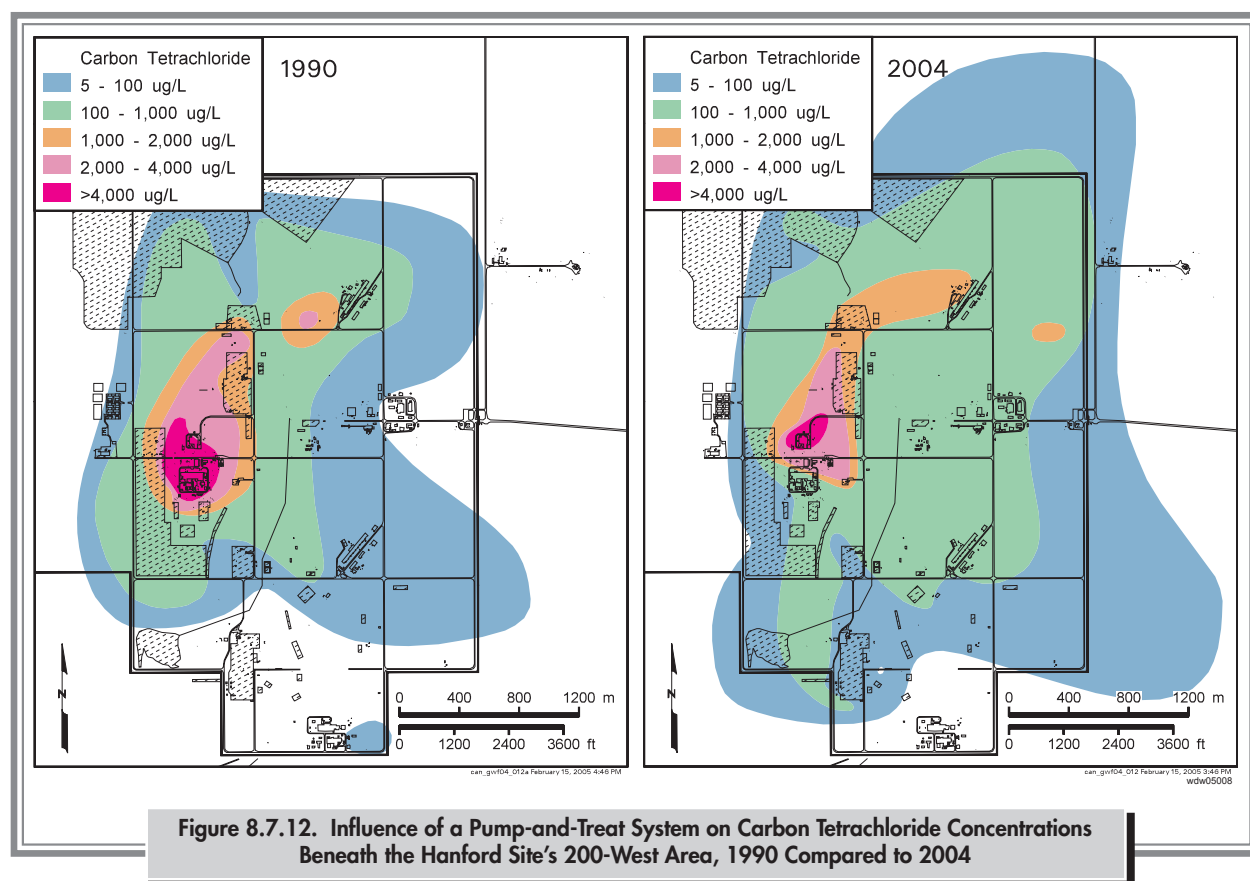 Carbon Tetrachloride
5 - 100 ug/L
100 - 1,000 ug/L
1,000 - 2,000 ug/L
2,000 - 4,000 ug/L
>4,000 ug/L
1990
N
0 400 800 1200 m
0 1200 2400 3600 ft
can_gwf04_012a February 15, 2005 4:46 PM
Carbon Tetrachloride
5 - 100 ug/L
100 - 1,000 ug/L
1,000 - 2,000 ug/L
2,000 - 4,000 ug/L
>4,000 ug/L
2004
N
0 400 800 1200 m
0 1200 2400 3600 ft
can_gwf04_012 February 15, 2005 3:46 PM
wdw05008
Figure 8.7.12. Influence of a Pump-and-Treat System on Carbon Tetrachloride Concentrations
Beneath the Hanford Site's 200-West Area, 1990 Compared to 2004